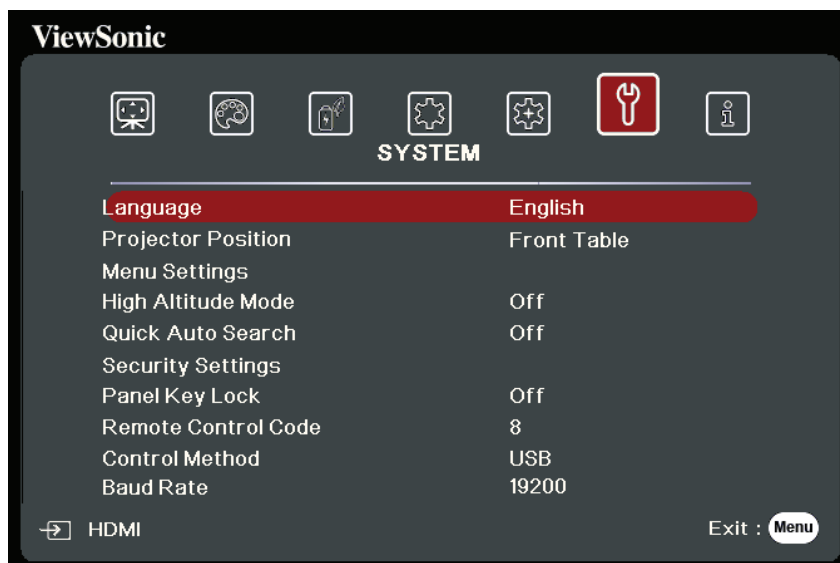 ViewSonic
SYSTEM
Language English
Projector Position Front Table
Menu Settings
High Altitude Mode Off
Quick Auto Search Off
Security Settings
Panel Key Lock Off
Remote Control Code 8
Control Method USB
Baud Rate 19200
HDMI Exit : Menu